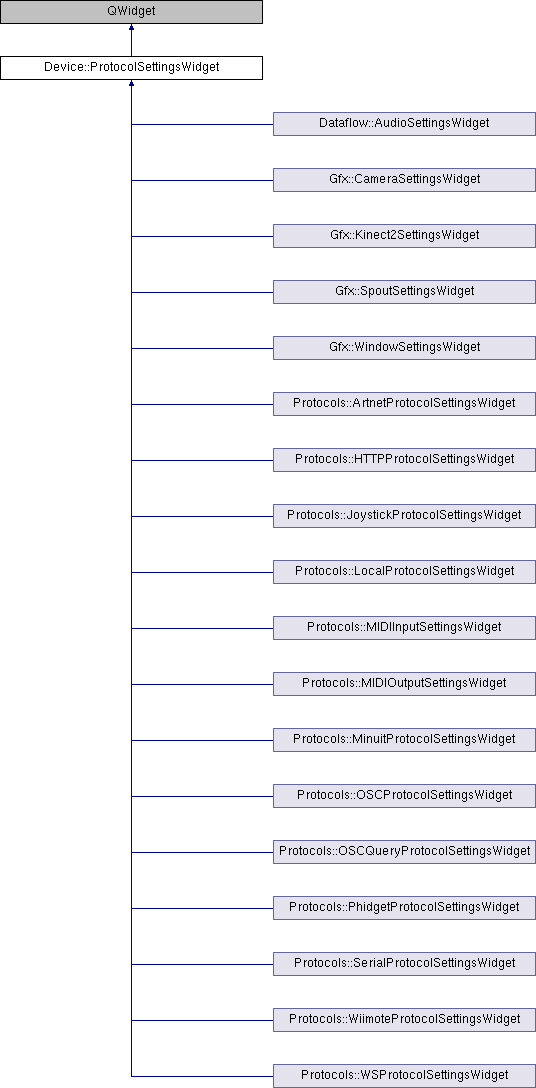 QWidget
Device::ProtocolSettingsWidget
Dataflow::AudioSettingsWidget
Gfx::CameraSettingsWidget
Gfx::Kinect2SettingsWidget
Gfx::SpoutSettingsWidget
Gfx::WindowSettingsWidget
Protocols::ArtnetProtocolSettingsWidget
Protocols::HTTPProtocolSettingsWidget
Protocols::JoystickProtocolSettingsWidget
Protocols::LocalProtocolSettingsWidget
Protocols::MIDIInputSettingsWidget
Protocols::MIDIOutputSettingsWidget
Protocols::MinuitProtocolSettingsWidget
Protocols::OSCProtocolSettingsWidget
Protocols::OSCQueryProtocolSettingsWidget
Protocols::PhidgetProtocolSettingsWidget
Protocols::SerialProtocolSettingsWidget
Protocols::WiimoteProtocolSettingsWidget
Protocols::WSProtocolSettingsWidget